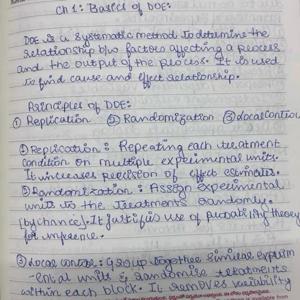 Ch 1: Basics of DOE:
DOE is a systematic method to determine the
relationship b/w factors affecting a process
and the output of the process. It is used
to find cause and effect relationship.
Principles of DOE:
① Replication ② Randomization ③ Local Control
① Replication: Repeating each treatment
condition on multiple experimental units.
It increases precision of effect estimates.
② Randomization: Assign experimental
units to the treatments randomly.
(by chance). It justifies use of probability theory
for inference.
③ Local control: Group together similar experim
-ental units & randomise treatments
within each block. It removes variability